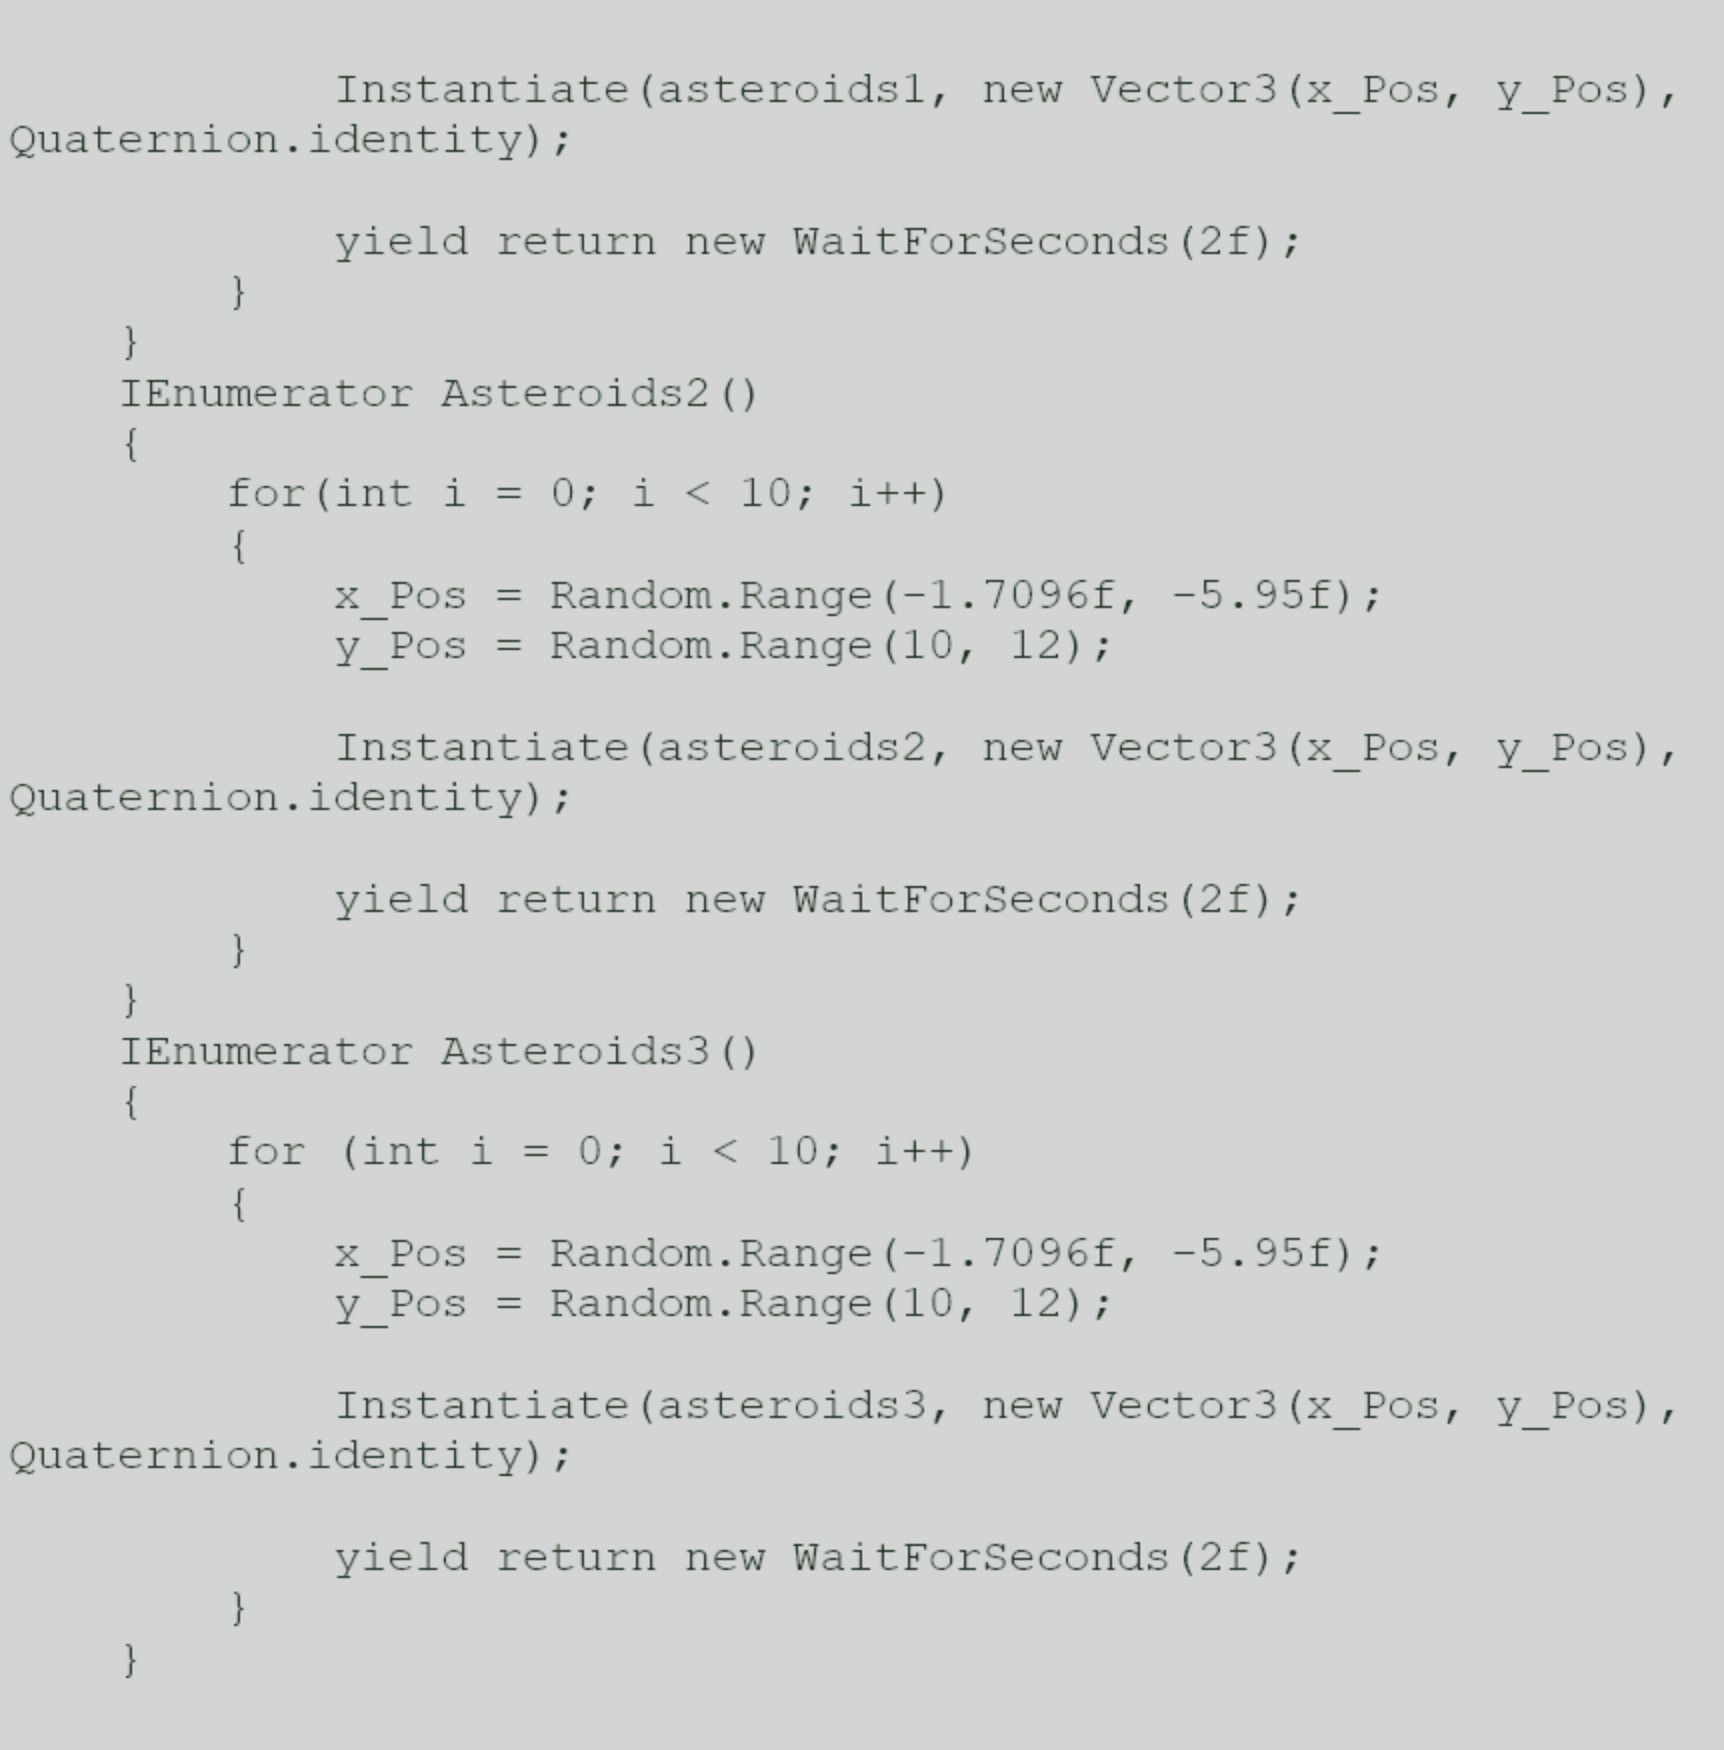 Instantiate(asteroids1, new Vector3(x_Pos, y_Pos),
Quaternion.identity);

            yield return new WaitForSeconds(2f);
        }
    }
    IEnumerator Asteroids2()
    {
        for(int i = 0; i < 10; i++)
        {
            x_Pos = Random.Range(-1.7096f, -5.95f);
            y_Pos = Random.Range(10, 12);

            Instantiate(asteroids2, new Vector3(x_Pos, y_Pos),
Quaternion.identity);

            yield return new WaitForSeconds(2f);
        }
    }
    IEnumerator Asteroids3()
    {
        for (int i = 0; i < 10; i++)
        {
            x_Pos = Random.Range(-1.7096f, -5.95f);
            y_Pos = Random.Range(10, 12);

            Instantiate(asteroids3, new Vector3(x_Pos, y_Pos),
Quaternion.identity);

            yield return new WaitForSeconds(2f);
        }
    }